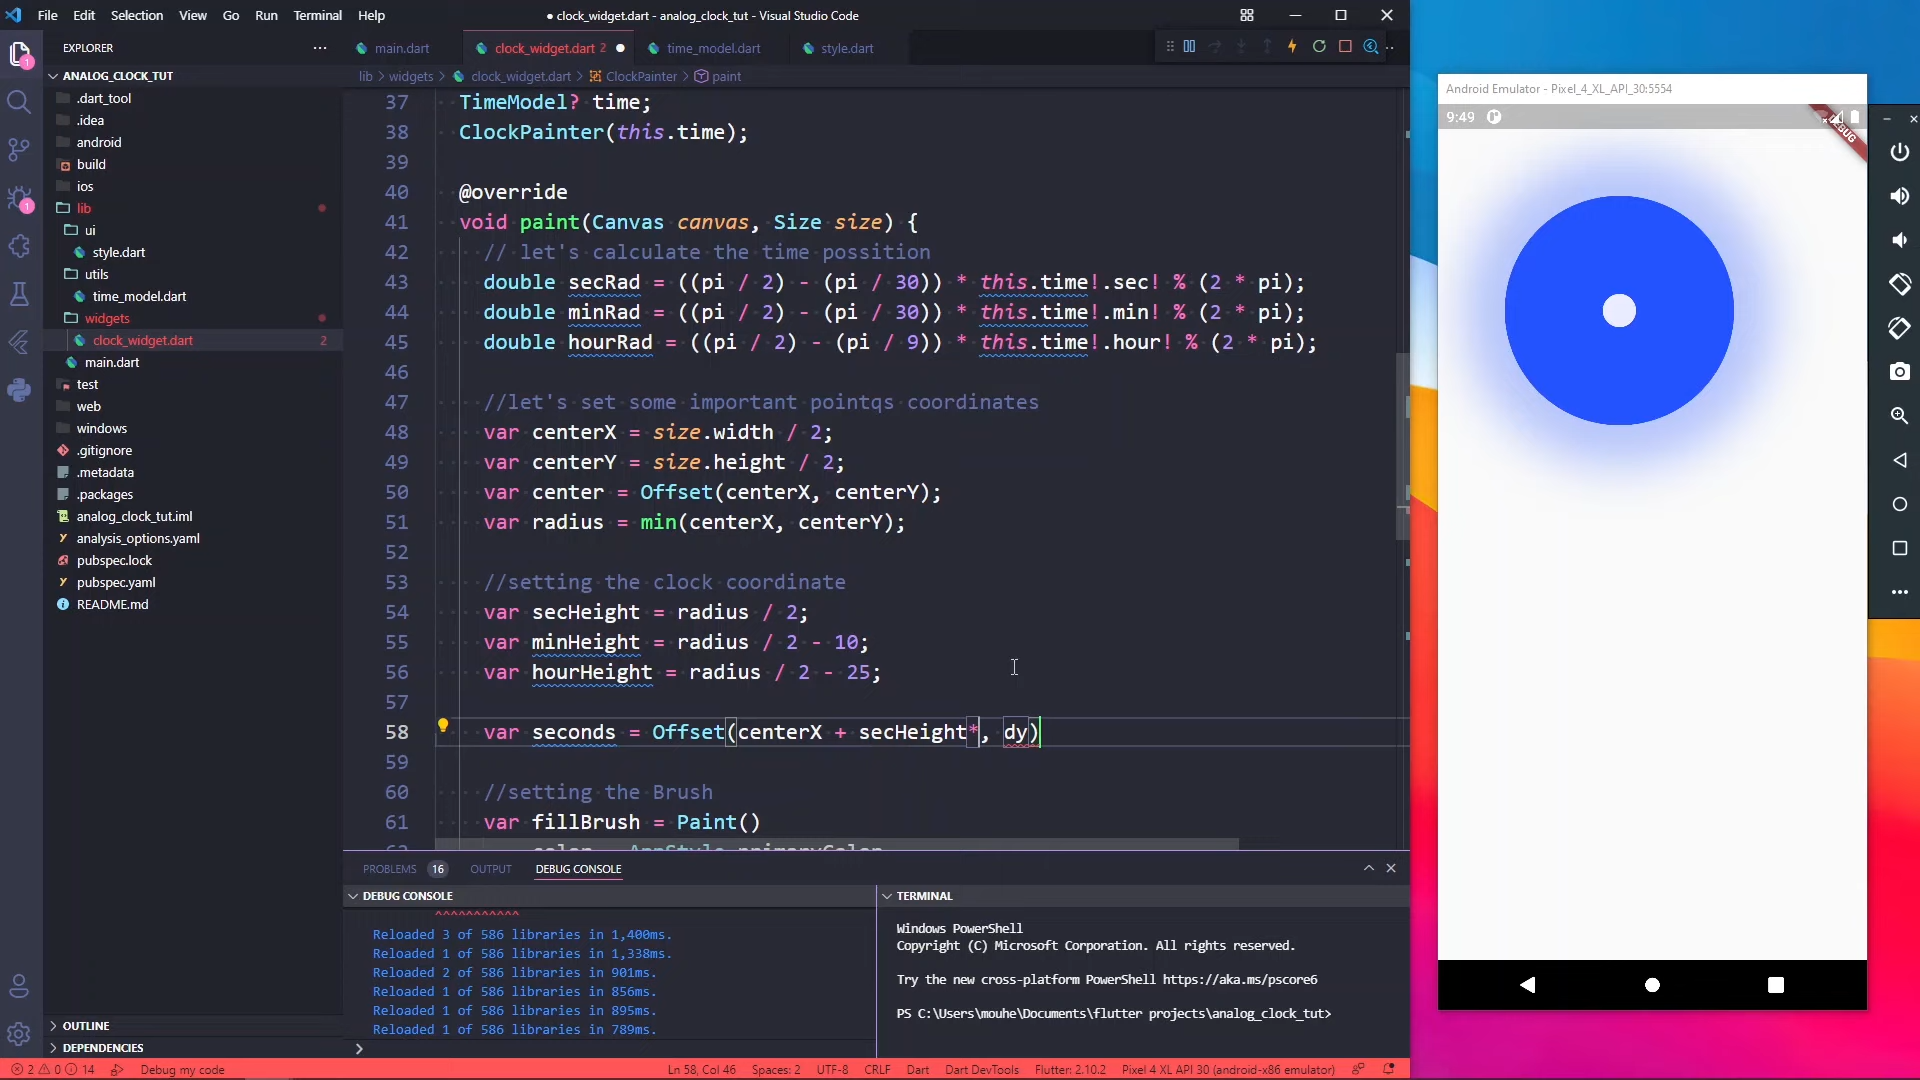 File Edit Selection View Go Run Terminal Help
● clock_widget.dart - analog_clock_tut - Visual Studio Code
EXPLORER
ANALOG_CLOCK_TUT
.dart_tool
.idea
android
build
ios
lib
ui
style.dart
utils
time_model.dart
widgets
clock_widget.dart 2
main.dart
test
web
windows
.gitignore
.metadata
.packages
analog_clock_tut.iml
analysis_options.yaml
pubspec.lock
pubspec.yaml
README.md
OUTLINE
DEPENDENCIES
1
1
main.dart
clock_widget.dart 2 ●
time_model.dart
style.dart
lib > widgets > clock_widget.dart > ClockPainter > paint
37 TimeModel? time;
38 ClockPainter(this.time);
39
40 @override
41 void paint(Canvas canvas, Size size) {
42 // let's calculate the time possition
43 double secRad = ((pi / 2) - (pi / 30)) * this.time!.sec! % (2 * pi);
44 double minRad = ((pi / 2) - (pi / 30)) * this.time!.min! % (2 * pi);
45 double hourRad = ((pi / 2) - (pi / 9)) * this.time!.hour! % (2 * pi);
46
47 //let's set some important pointqs coordinates
48 var centerX = size.width / 2;
49 var centerY = size.height / 2;
50 var center = Offset(centerX, centerY);
51 var radius = min(centerX, centerY);
52
53 //setting the clock coordinate
54 var secHeight = radius / 2;
55 var minHeight = radius / 2 - 10;
56 var hourHeight = radius / 2 - 25;
57
58 var seconds = Offset(centerX + secHeight*, dy)
59
60 //setting the Brush
61 var fillBrush = Paint()
PROBLEMS 16 OUTPUT DEBUG CONSOLE
DEBUG CONSOLE
^^^^^^^^^^^
Reloaded 3 of 586 libraries in 1,400ms.
Reloaded 1 of 586 libraries in 1,338ms.
Reloaded 2 of 586 libraries in 901ms.
Reloaded 1 of 586 libraries in 856ms.
Reloaded 1 of 586 libraries in 895ms.
Reloaded 1 of 586 libraries in 789ms.
>
TERMINAL
Windows PowerShell
Copyright (C) Microsoft Corporation. All rights reserved.
Try the new cross-platform PowerShell https://aka.ms/pscore6
PS C:\Users\mouhe\Documents\flutter projects\analog_clock_tut>
2 0 14 Debug my code
Ln 58, Col 46 Spaces: 2 UTF-8 CRLF Dart Dart DevTools Flutter: 2.10.2 Pixel 4 XL API 30 (android-x86 emulator)
Android Emulator - Pixel_4_XL_API_30:5554
9:49
DEBUG